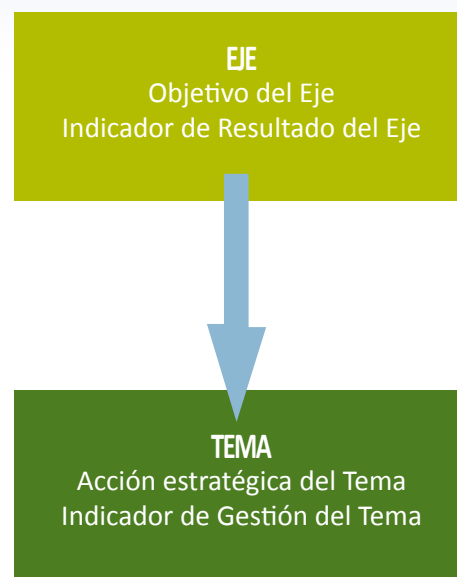 EJE
Objetivo del Eje
Indicador de Resultado del Eje
TEMA
Acción estratégica del Tema
Indicador de Gestión del Tema